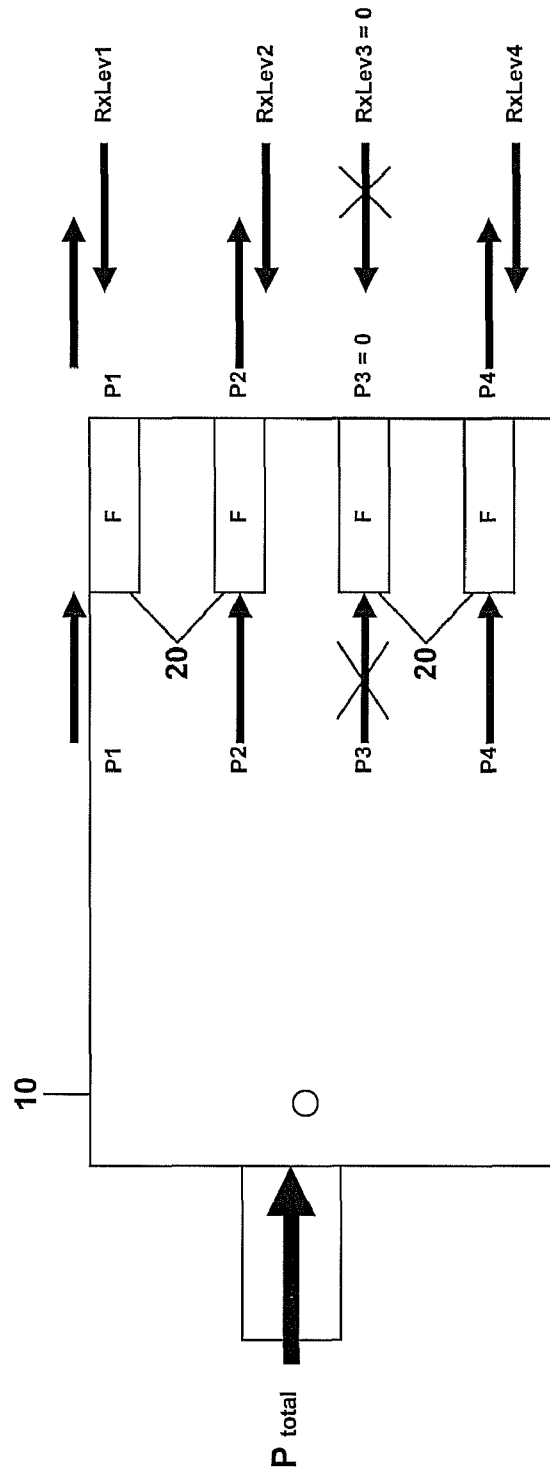 10
P1
F
P1
RxLev1
20
P2
F
P2
RxLev2
P total
P3
F
P3 = 0
RxLev3 = 0
20
P4
F
P4
RxLev4